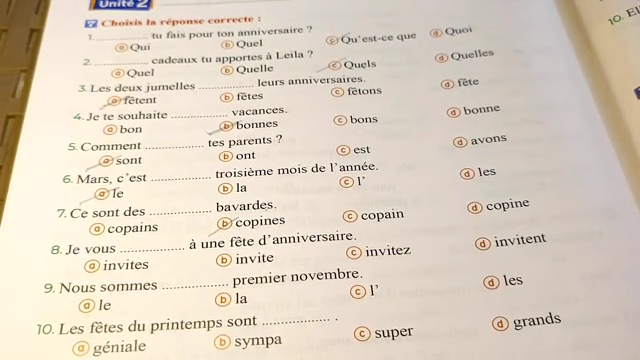 Unité 2
Choisis la réponse correcte :
1. ............ tu fais pour ton anniversaire ?
a Qui b Quel c Qu'est-ce que d Quoi
2. ............ cadeaux tu apportes à Leila ?
a Quel b Quelle c Quels d Quelles
3. Les deux jumelles ............ leurs anniversaires.
a fêtent b fêtes c fêtons d fête
4. Je te souhaite ............ vacances.
a bon b bonnes c bons d bonne
5. Comment ............ tes parents ?
a sont b ont c est d avons
6. Mars, c'est ............ troisième mois de l'année.
a le b la c l' d les
7. Ce sont des ............ bavardes.
a copains b copines c copain d copine
8. Je vous ............ à une fête d'anniversaire.
a invites b invite c invitez d invitent
9. Nous sommes ............ premier novembre.
a le b la c l' d les
10. Les fêtes du printemps sont ............ .
a géniale b sympa c super d grands
10. El